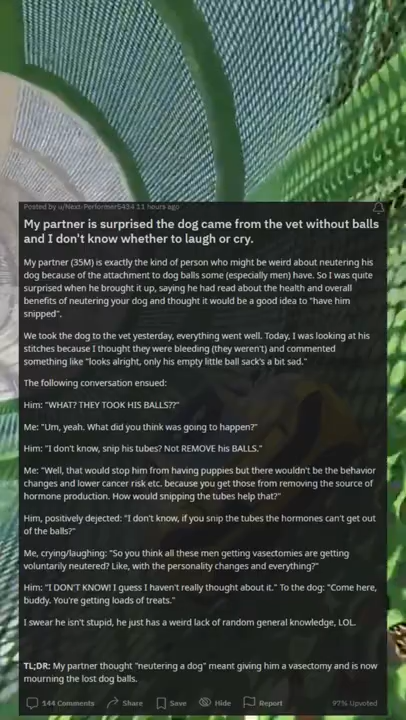 Posted by u/Next-Performer5434 11 hours ago
My partner is surprised the dog came from the vet without balls
and I don't know whether to laugh or cry.
My partner (35M) is exactly the kind of person who might be weird about neutering his
dog because of the attachment to dog balls some (especially men) have. So I was quite
surprised when he brought it up, saying he had read about the health and overall
benefits of neutering your dog and thought it would be a good idea to "have him
snipped".
We took the dog to the vet yesterday, everything went well. Today, I was looking at his
stitches because I thought they were bleeding (they weren't) and commented
something like "looks alright, only his empty little ball sack's a bit sad."
The following conversation ensued:
Him: "WHAT? THEY TOOK HIS BALLS??"
Me: "Um, yeah. What did you think was going to happen?"
Him: "I don't know, snip his tubes? Not REMOVE his BALLS."
Me: "Well, that would stop him from having puppies but there wouldn't be the behavior
changes and lower cancer risk etc. because you get those from removing the source of
hormone production. How would snipping the tubes help that?"
Him, positively dejected: "I don't know, if you snip the tubes the hormones can't get out
of the balls?"
Me, crying/laughing: "So you think all these men getting vasectomies are getting
voluntarily neutered? Like, with the personality changes and everything?"
Him: "I DON'T KNOW! I guess I haven't really thought about it." To the dog: "Come here,
buddy. You're getting loads of treats."
I swear he isn't stupid, he just has a weird lack of random general knowledge, LOL.
TL;DR: My partner thought "neutering a dog" meant giving him a vasectomy and is now
mourning the lost dog balls.
144 Comments Share Save Hide Report 97% Upvoted